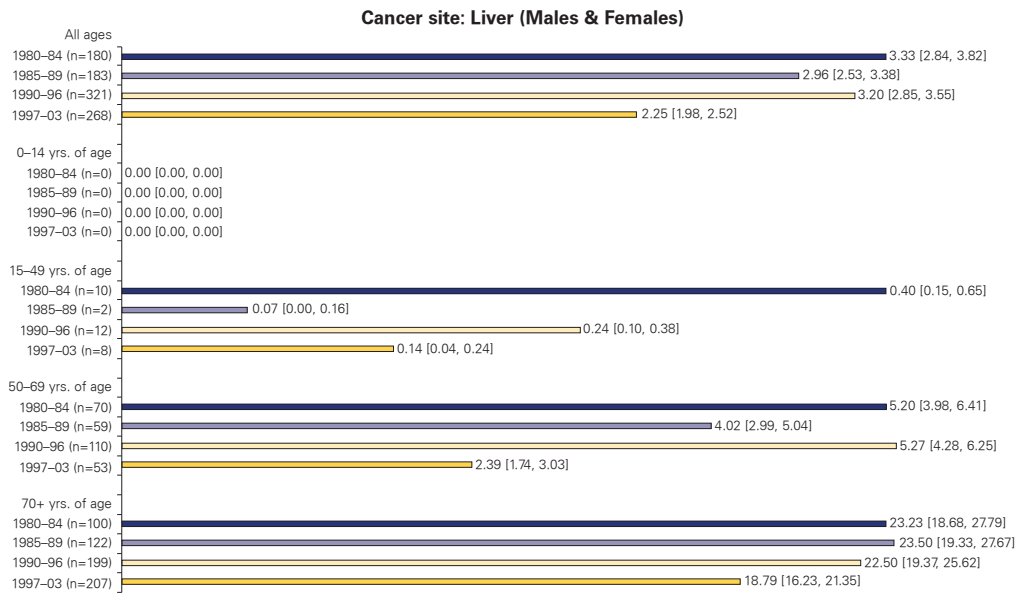 Cancer site: Liver (Males & Females)
All ages
1980–84 (n=180) 3.33 [2.84, 3.82]
1985–89 (n=183) 2.96 [2.53, 3.38]
1990–96 (n=321) 3.20 [2.85, 3.55]
1997–03 (n=268) 2.25 [1.98, 2.52]
0–14 yrs. of age
1980–84 (n=0) 0.00 [0.00, 0.00]
1985–89 (n=0) 0.00 [0.00, 0.00]
1990–96 (n=0) 0.00 [0.00, 0.00]
1997–03 (n=0) 0.00 [0.00, 0.00]
15–49 yrs. of age
1980–84 (n=10) 0.40 [0.15, 0.65]
1985–89 (n=2) 0.07 [0.00, 0.16]
1990–96 (n=12) 0.24 [0.10, 0.38]
1997–03 (n=8) 0.14 [0.04, 0.24]
50–69 yrs. of age
1980–84 (n=70) 5.20 [3.98, 6.41]
1985–89 (n=59) 4.02 [2.99, 5.04]
1990–96 (n=110) 5.27 [4.28, 6.25]
1997–03 (n=53) 2.39 [1.74, 3.03]
70+ yrs. of age
1980–84 (n=100) 23.23 [18.68, 27.79]
1985–89 (n=122) 23.50 [19.33, 27.67]
1990–96 (n=199) 22.50 [19.37, 25.62]
1997–03 (n=207) 18.79 [16.23, 21.35]